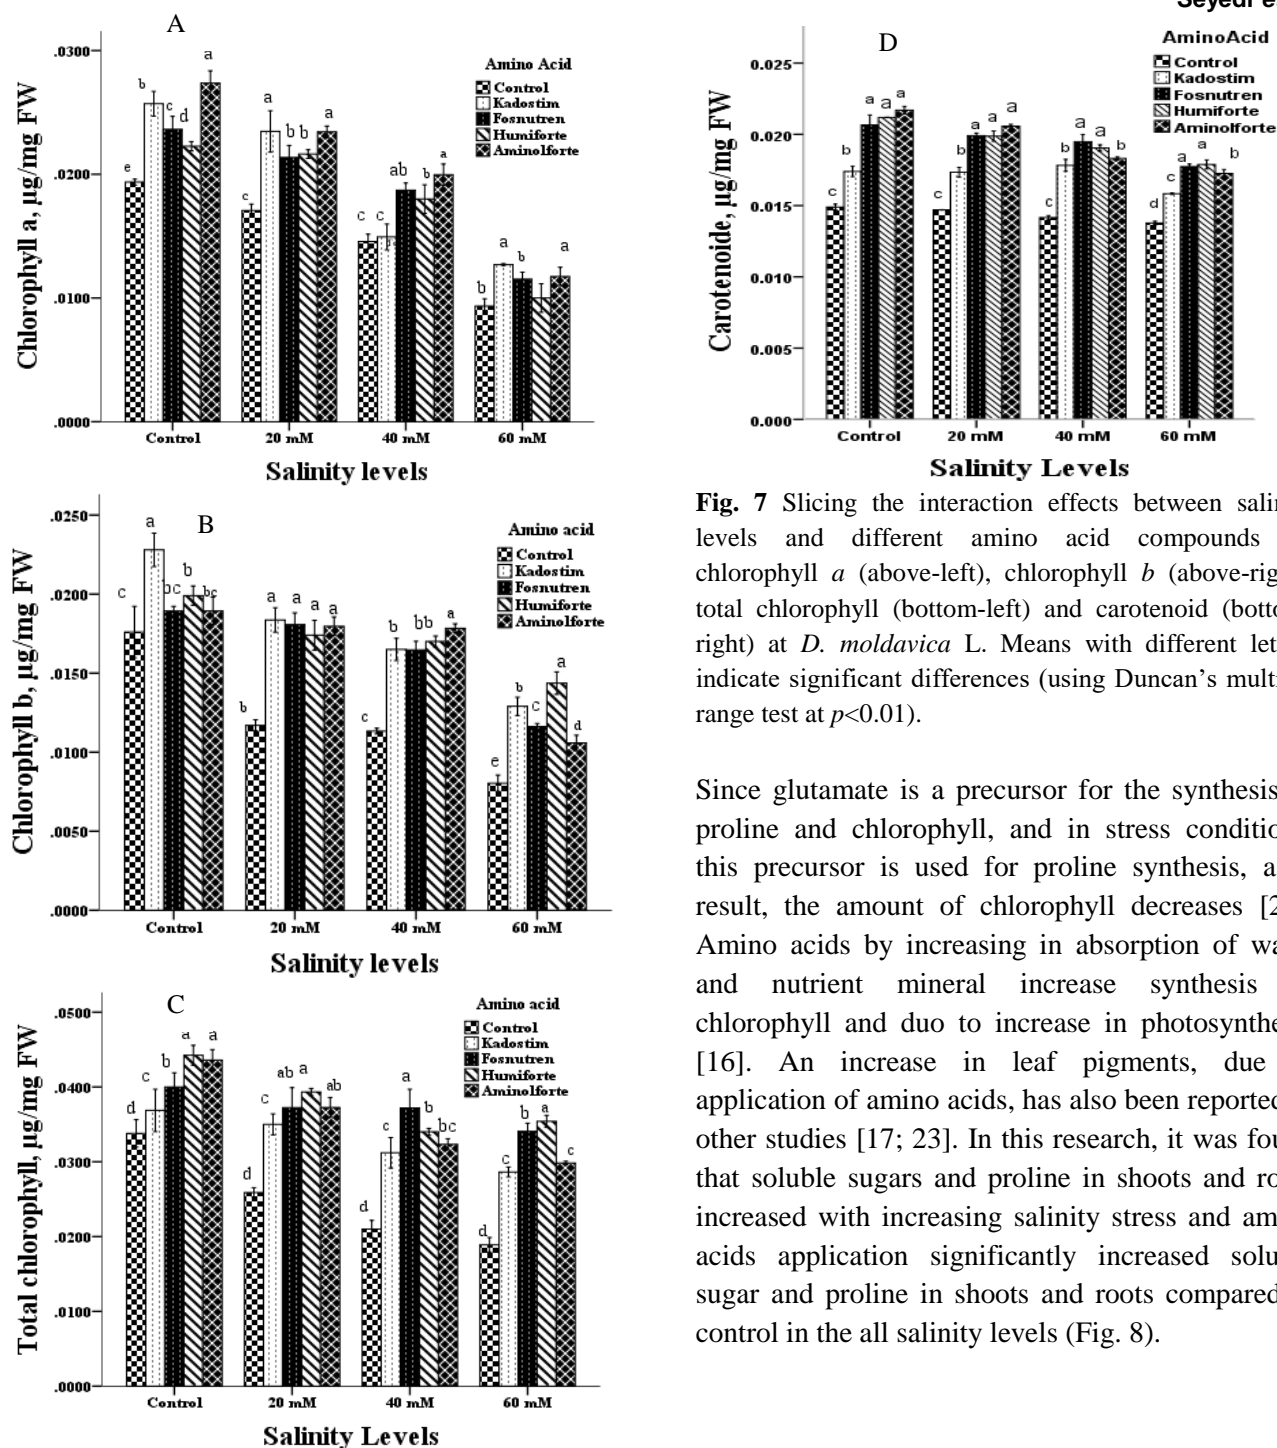 A
.0300
.0200
.0100
.0000
Chlorophyll a, µg/mg FW
Amino Acid
Control
Kadostim
Fosnutren
Humiforte
Aminolforte
e b c d a
c a b b a
c c ab b a
b a b a
Control 20 mM 40 mM 60 mM
Salinity levels
B
.0250
.0200
.0150
.0100
.0050
.0000
Chlorophyll b, µg/mg FW
Amino acid
Control
Kadostim
Fosnutren
Humiforte
Aminolforte
c a bc b bc
b a a a a
c b bb a
e b c a d
Control 20 mM 40 mM 60 mM
Salinity levels
C
.0500
.0400
.0300
.0200
.0100
.0000
Total chlorophyll, µg/mg FW
Amino acid
Control
Kadostim
Fosnutren
Humiforte
Aminolforte
d c b a a
d c ab a ab
d c a b bc
d c b a c
Control 20 mM 40 mM 60 mM
Salinity Levels
D
0.025
0.020
0.015
0.010
0.005
0.000
Carotenoide, µg/mg FW
AminoAcid
Control
Kadostim
Fosnutren
Humiforte
Aminolforte
c b a a a
c b a a a
c b a a b
d c a a b
Control 20 mM 40 mM 60 mM
Salinity Levels
Fig. 7 Slicing the interaction effects between salin
levels and different amino acid compounds
chlorophyll a (above-left), chlorophyll b (above-rig
total chlorophyll (bottom-left) and carotenoid (botto
right) at D. moldavica L. Means with different let
indicate significant differences (using Duncan’s mult
range test at p<0.01).
Since glutamate is a precursor for the synthesis
proline and chlorophyll, and in stress conditio
this precursor is used for proline synthesis, a
result, the amount of chlorophyll decreases [2
Amino acids by increasing in absorption of wa
and nutrient mineral increase synthesis
chlorophyll and duo to increase in photosynthe
[16]. An increase in leaf pigments, due
application of amino acids, has also been reported
other studies [17; 23]. In this research, it was fou
that soluble sugars and proline in shoots and ro
increased with increasing salinity stress and am
acids application significantly increased solu
sugar and proline in shoots and roots compared
control in the all salinity levels (Fig. 8).